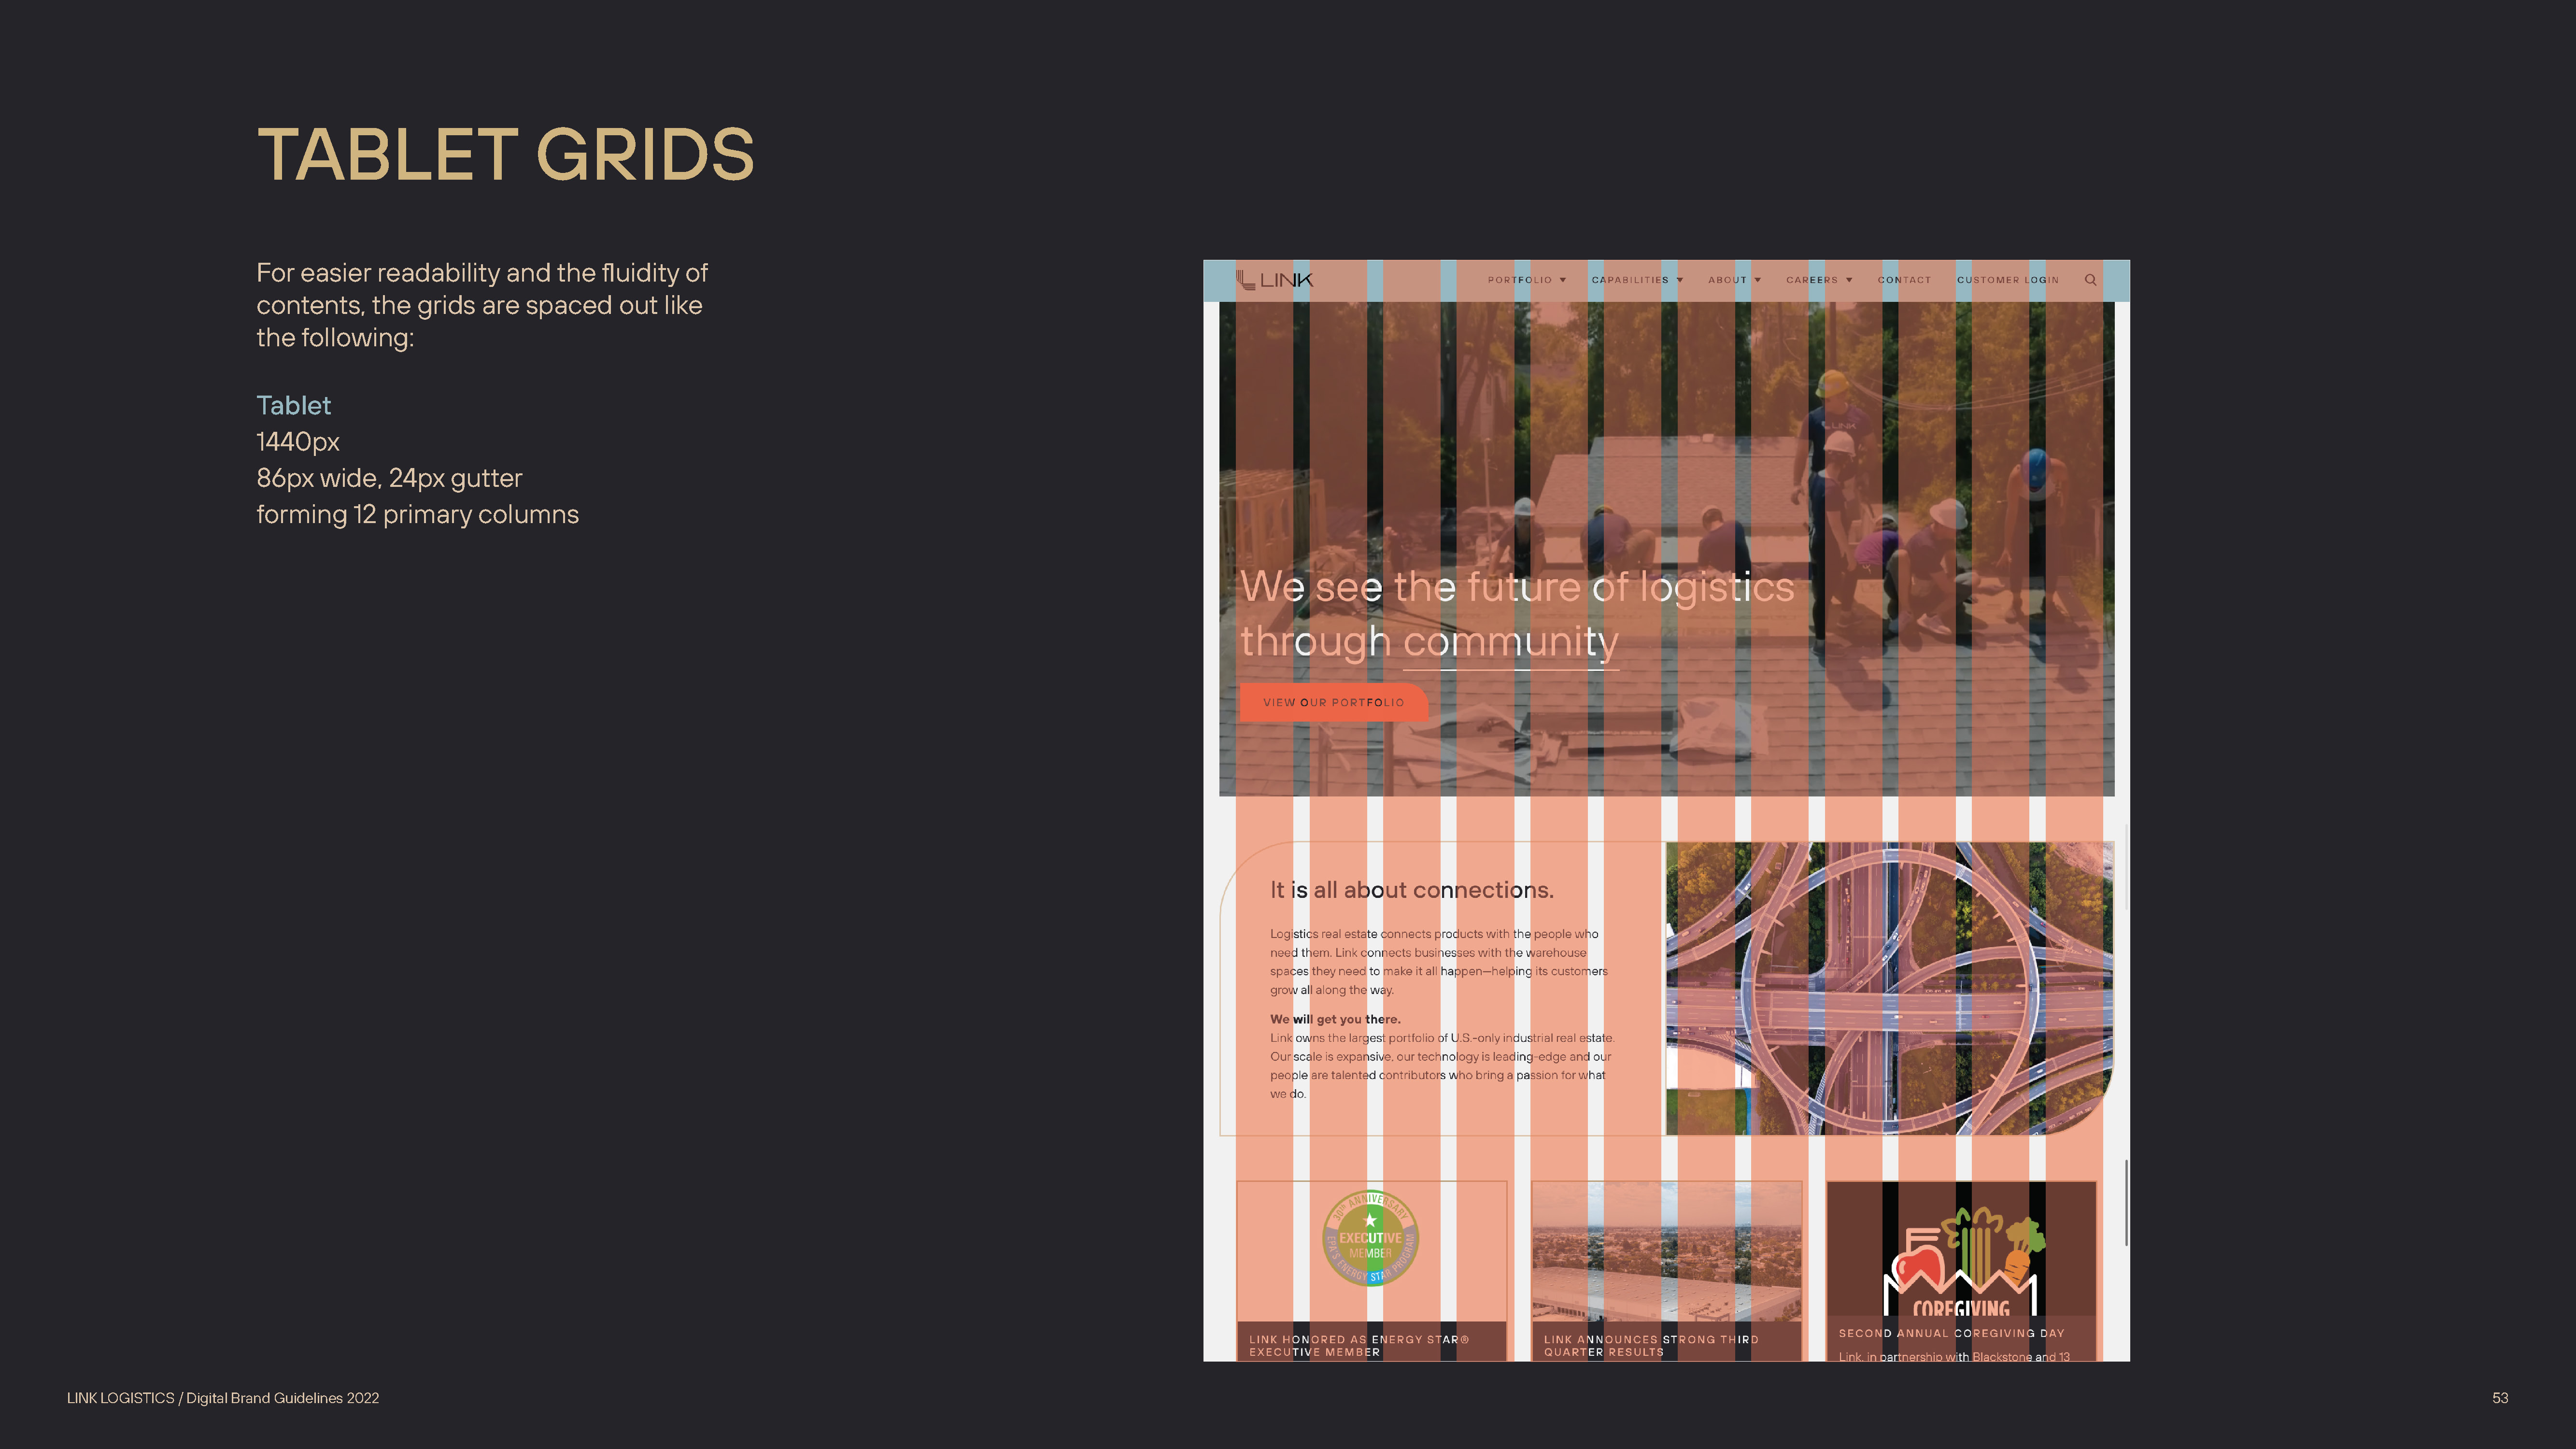 TABLET GRIDS
For easier readability and the fluidity of
contents, the grids are spaced out like
the following:
Tablet
1440px
86px wide, 24px gutter
forming 12 primary columns
LINK
PORTFOLIO CAPABILITIES ABOUT CAREERS CONTACT CUSTOMER LOGIN
LINK
We see the future of logistics
through community
VIEW OUR PORTFOLIO
It is all about connections.
Logistics real estate connects products with the people who
need them. Link connects businesses with the warehouse
spaces they need to make it all happen—helping its customers
grow all along the way.
We will get you there.
Link owns the largest portfolio of U.S.-only industrial real estate.
Our scale is expansive, our technology is leading-edge and our
people are talented contributors who bring a passion for what
we do.
30th ANNIVERSARY
EXECUTIVE
MEMBER
EPA'S ENERGY STAR PROGRAM
LINK HONORED AS ENERGY STAR®
EXECUTIVE MEMBER
LINK ANNOUNCES STRONG THIRD
QUARTER RESULTS
COREGIVING
SECOND ANNUAL COREGIVING DAY
Link, in partnership with Blackstone and 13
LINK LOGISTICS / Digital Brand Guidelines 2022
53